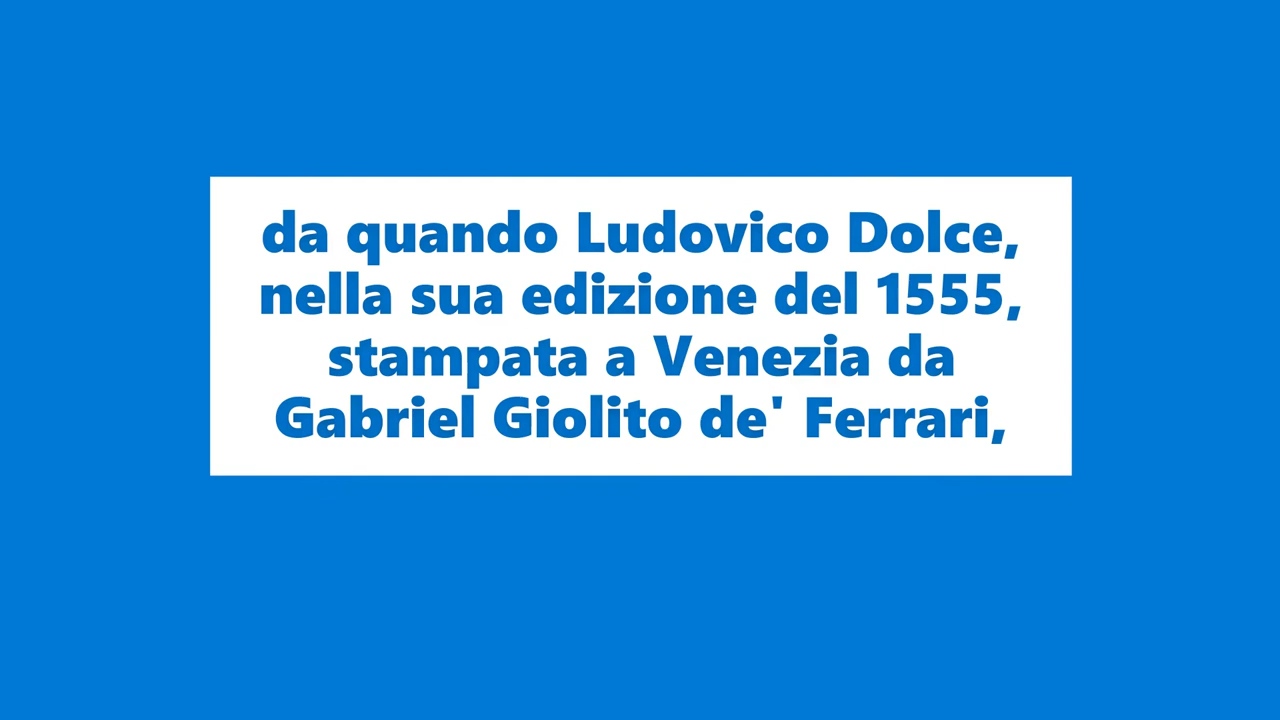 da quando Ludovico Dolce,
nella sua edizione del 1555,
stampata a Venezia da
Gabriel Giolito de' Ferrari,